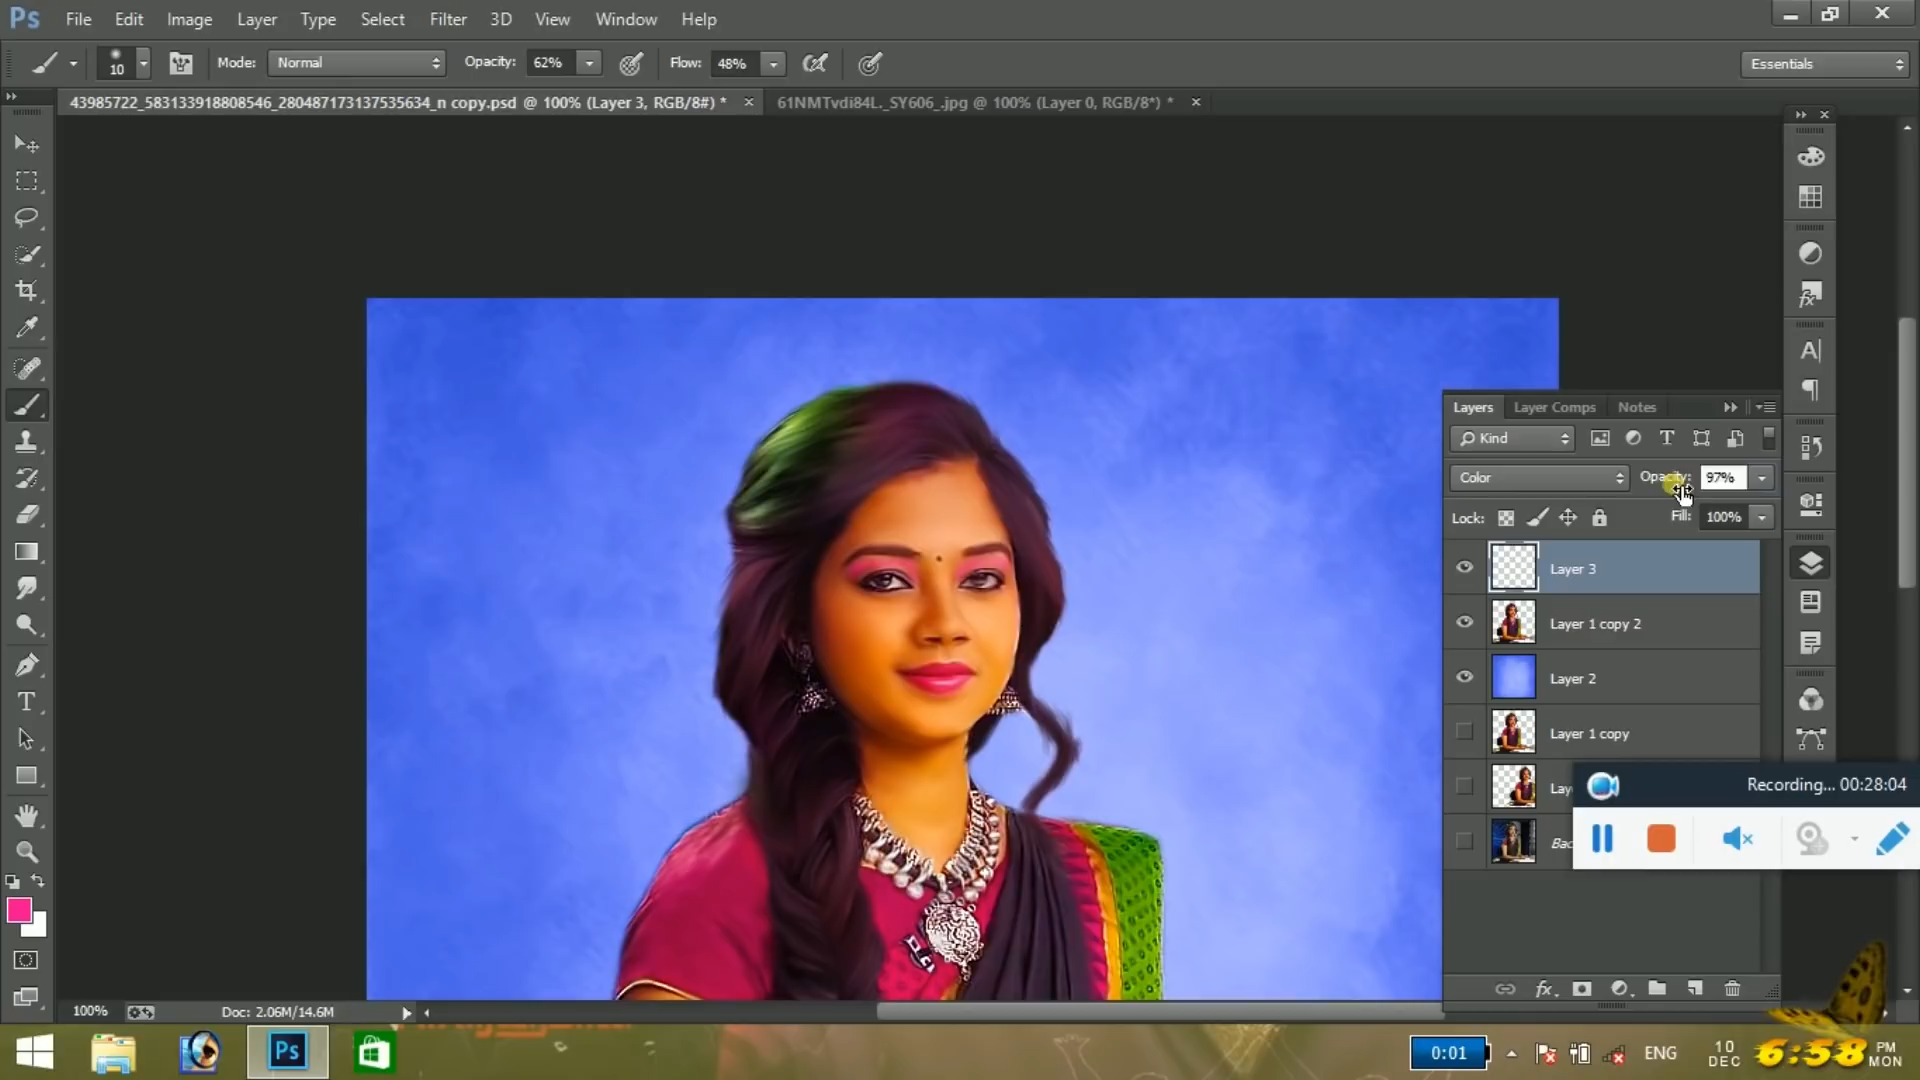 Ps File Edit Image Layer Type Select Filter 3D View Window Help
10 Mode: Normal Opacity: 62% Flow: 48% Essentials
43985722_583133918808546_280487173137535634_n copy.psd @ 100% (Layer 3, RGB/8#) * 61NMTvdi84L._SY606_.jpg @ 100% (Layer 0, RGB/8*) *
Layers Layer Comps Notes
Kind
Color Opacity: 97%
Lock: Fill: 100%
Layer 3
Layer 1 copy 2
Layer 2
Layer 1 copy
Recording... 00:28:04
100% Doc: 2.06M/14.6M
Ps 0:01 ENG 10 DEC 6:58 PM MON